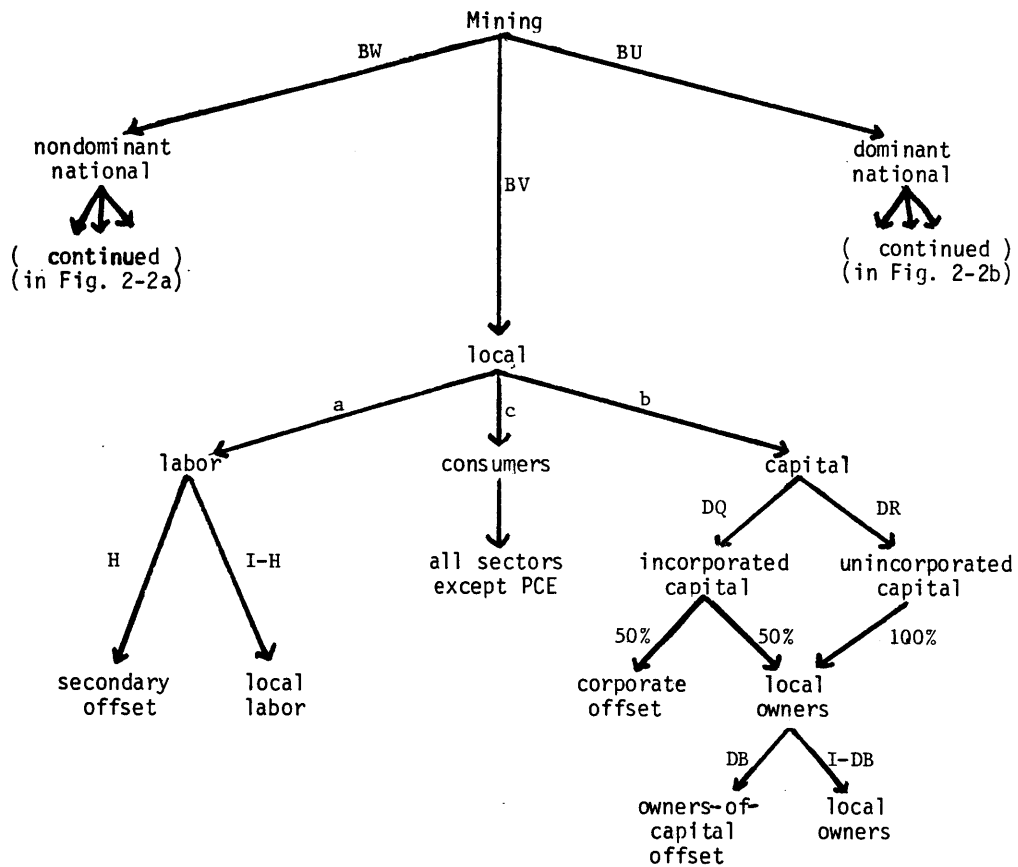 Mining
BW
BU
nondominant
national
dominant
national
BV
( continued )
(in Fig. 2-2a)
( continued )
(in Fig. 2-2b)
local
a
c
b
labor
consumers
capital
DQ
DR
H
I-H
all sectors
except PCE
incorporated
capital
unincorporated
capital
50%
50%
100%
secondary
offset
local
labor
corporate
offset
local
owners
DB
I-DB
owners-of-
capital
offset
local
owners